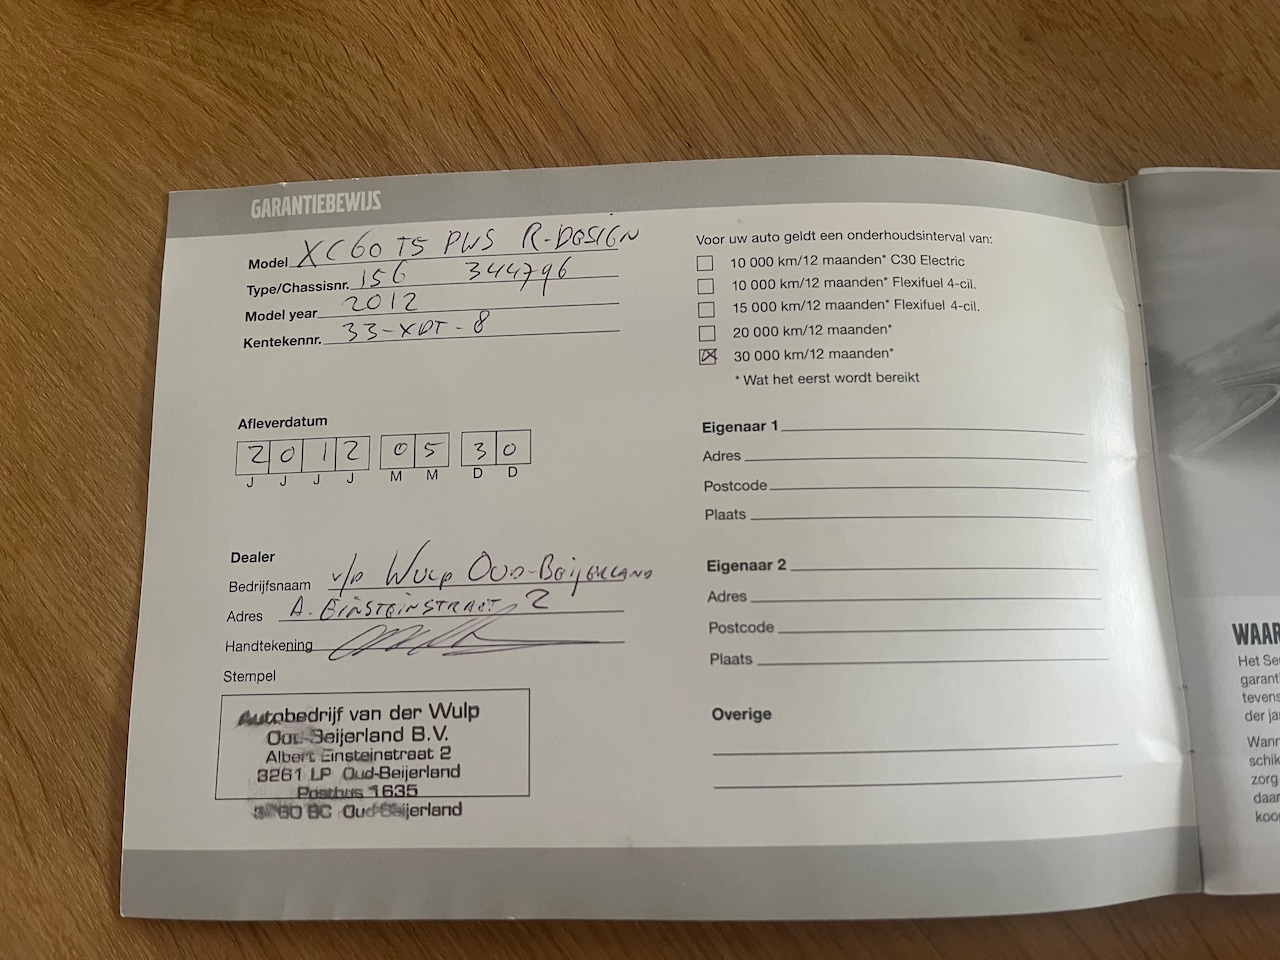 GARANTIEBEWIJS
Model XC60 T5 PWS R-DESIGN
Type/Chassisnr. 156 344796
Model year 2012
Kentekennr. 33-XDT-8
Afleverdatum
2 0 1 2 0 5 3 0
J J J J M M D D
Dealer
Bedrijfsnaam v/d Wulp Oud-Beijerland
Adres A. EINSTEINSTRAAT 2
Handtekening
Stempel
Autobedrijf van der Wulp
Oud-Beijerland B.V.
Albert Einsteinstraat 2
3261 LP Oud-Beijerland
Postbus 1635
BC Oud-Beijerland
Voor uw auto geldt een onderhoudsinterval van:
10 000 km/12 maanden* C30 Electric
10 000 km/12 maanden* Flexifuel 4-cil.
15 000 km/12 maanden* Flexifuel 4-cil.
20 000 km/12 maanden*
30 000 km/12 maanden*
* Wat het eerst wordt bereikt
Eigenaar 1
Adres
Postcode
Plaats
Eigenaar 2
Adres
Postcode
Plaats
Overige
WAAR
Het Se
garant
tevens
der ja
Wann
schik
zorg
daar
koo